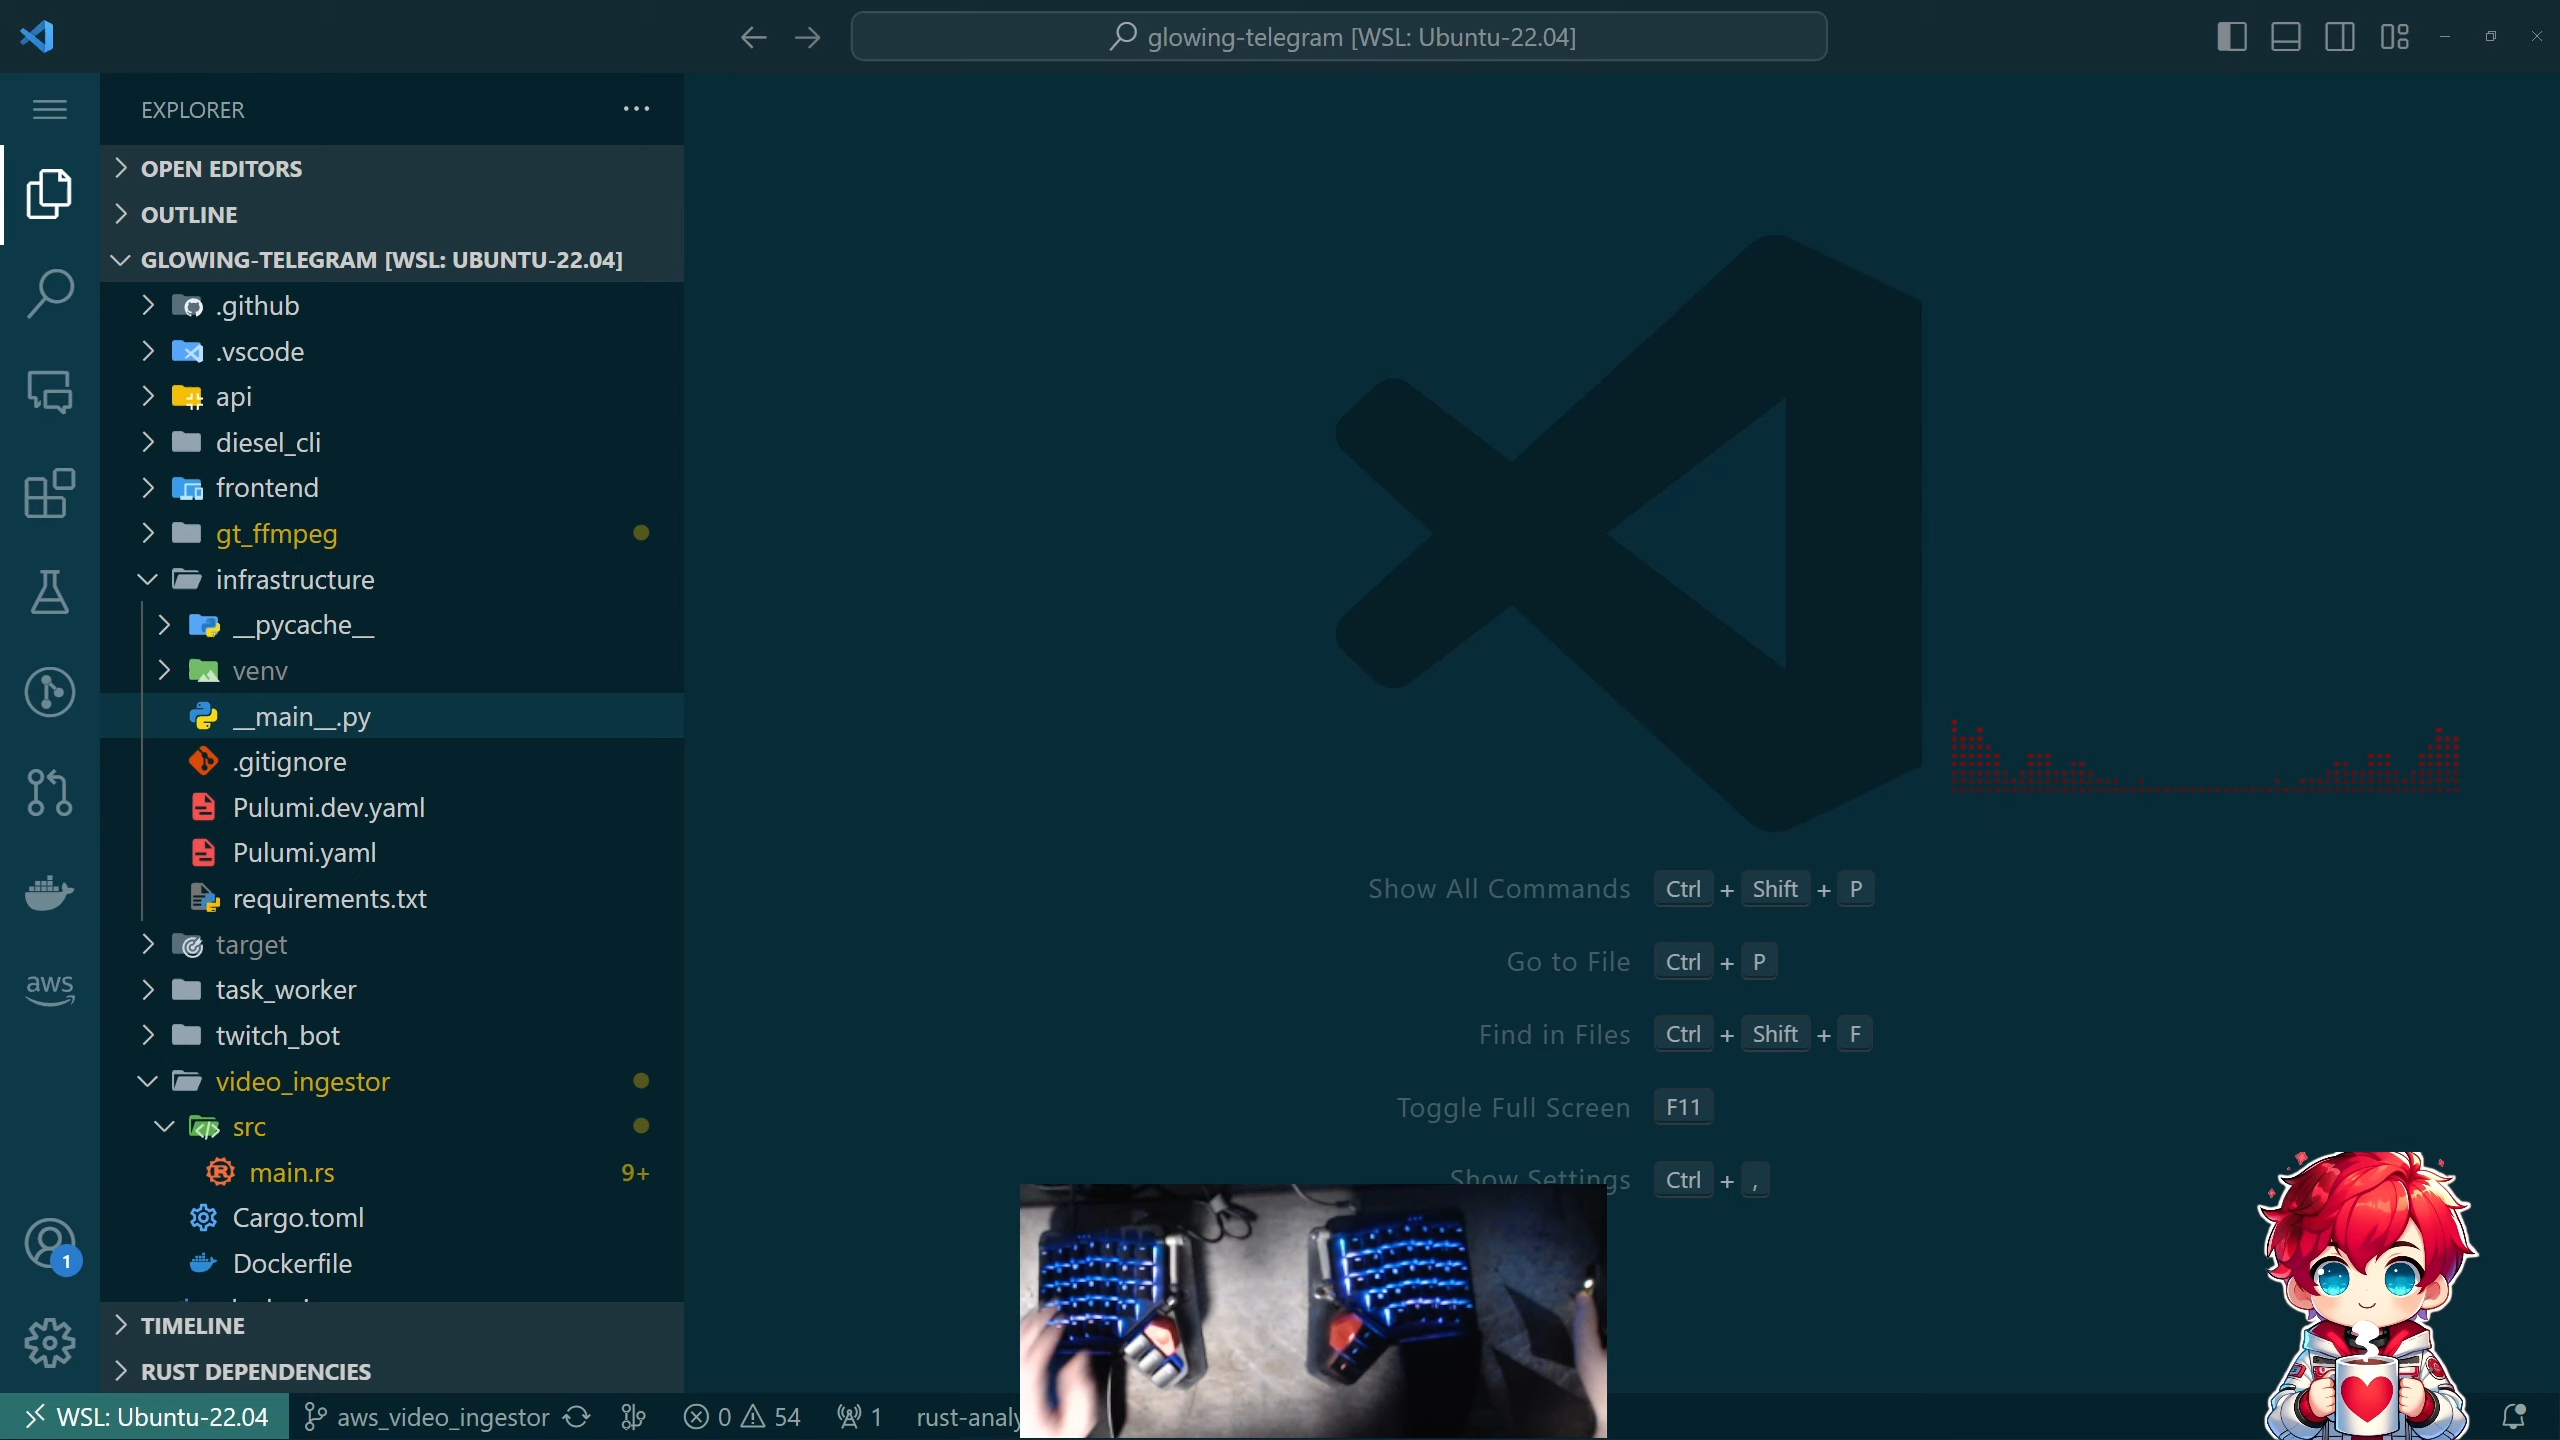 glowing-telegram [WSL: Ubuntu-22.04]
EXPLORER
OPEN EDITORS
OUTLINE
GLOWING-TELEGRAM [WSL: UBUNTU-22.04]
.github
.vscode
api
diesel_cli
frontend
gt_ffmpeg
infrastructure
__pycache__
venv
__main__.py
.gitignore
Pulumi.dev.yaml
Pulumi.yaml
requirements.txt
target
task_worker
twitch_bot
video_ingestor
src
main.rs 9+
Cargo.toml
Dockerfile
TIMELINE
RUST DEPENDENCIES
aws
1
Show All Commands Ctrl + Shift + P
Go to File Ctrl + P
Find in Files Ctrl + Shift + F
Toggle Full Screen F11
Show Settings Ctrl + ,
WSL: Ubuntu-22.04 aws_video_ingestor 0 54 1 rust-analy